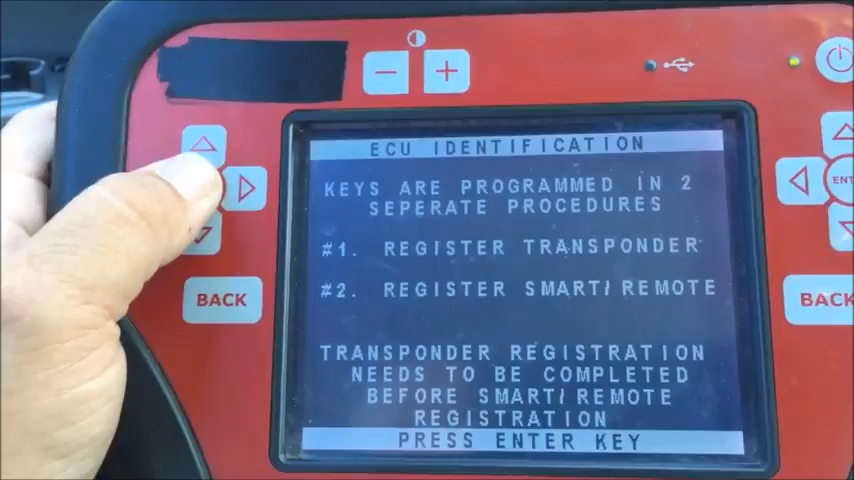 ECU IDENTIFICATION
KEYS ARE PROGRAMMED IN 2
SEPERATE PROCEDURES
#1. REGISTER TRANSPONDER
#2. REGISTER SMART/REMOTE
TRANSPONDER REGISTRATION
NEEDS TO BE COMPLETED
BEFORE SMART/REMOTE
REGISTRATION
PRESS ENTER KEY
BACK
ENT
BACK